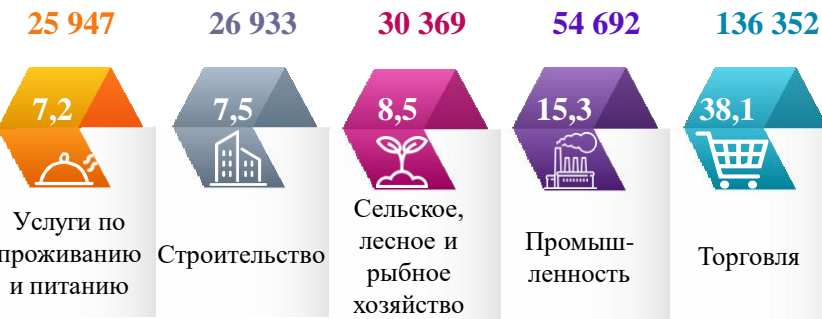 25 947
26 933
30 369
54 692
136 352
7,2
7,5
8,5
15,3
38,1
Услуги по
проживанию
и питанию
Строительство
Сельское,
лесное и
рыбное
хозяйство
Промыш-
ленность
Торговля